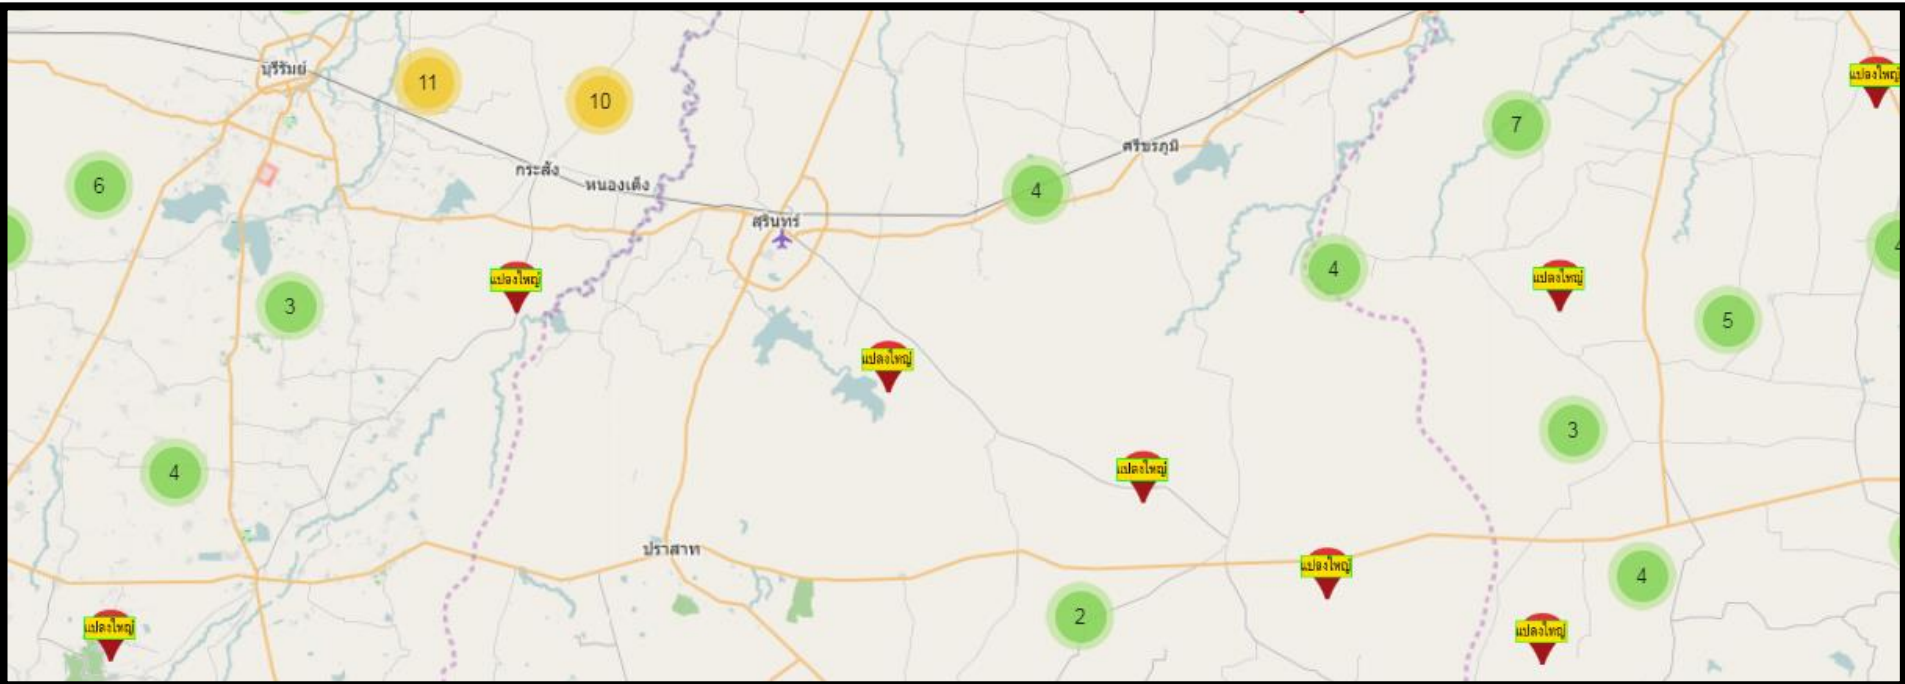 บุรีรัมย์
11
10
แปลงใหญ่
7
6
ศรีขรภูมิ
กระสัง
หนองเต็ง
4
สุรินทร์
4
4
แปลงใหญ่
แปลงใหญ่
3
5
แปลงใหญ่
3
4
แปลงใหญ่
ปราสาท
แปลงใหญ่
4
2
แปลงใหญ่
แปลงใหญ่